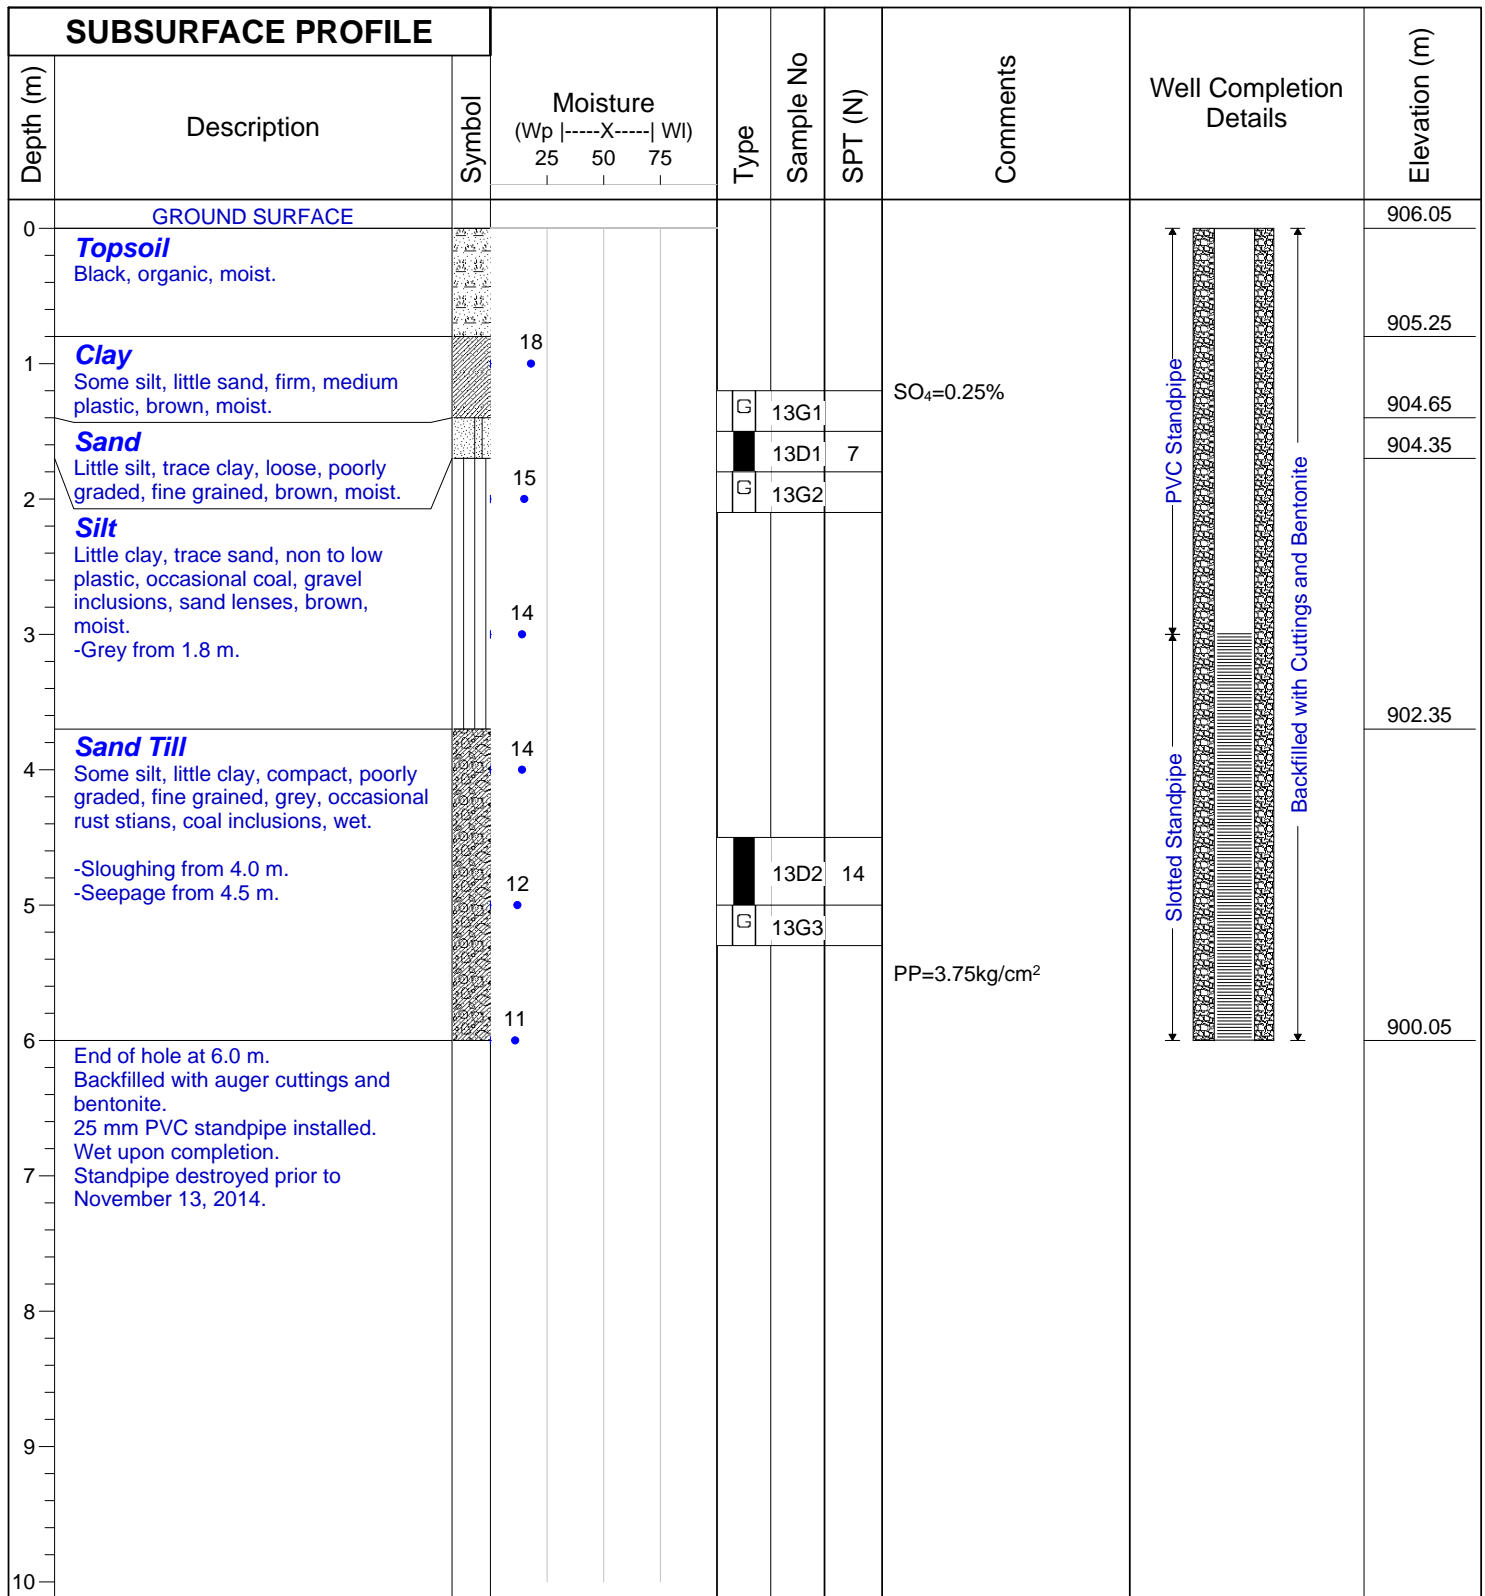 SUBSURFACE PROFILE
Depth (m)
Description
Symbol
Moisture
(Wp |-----X-----| Wl)
25 50 75
Type
Sample No
SPT (N)
Comments
Well Completion
Details
Elevation (m)
GROUND SURFACE
906.05
0
Topsoil
Black, organic, moist.
905.25
Clay
Some silt, little sand, firm, medium
plastic, brown, moist.
1
18
SO4=0.25%
G 13G1
904.65
Sand
Little silt, trace clay, loose, poorly
graded, fine grained, brown, moist.
13D1 7
904.35
2
15
G 13G2
Silt
Little clay, trace sand, non to low
plastic, occasional coal, gravel
inclusions, sand lenses, brown,
moist.
-Grey from 1.8 m.
3
14
PVC Standpipe
Backfilled with Cuttings and Bentonite
902.35
Sand Till
Some silt, little clay, compact, poorly
graded, fine grained, grey, occasional
rust stians, coal inclusions, wet.
-Sloughing from 4.0 m.
-Seepage from 4.5 m.
4
14
Slotted Standpipe
13D2 14
5
12
G 13G3
PP=3.75kg/cm2
11
900.05
6
End of hole at 6.0 m.
Backfilled with auger cuttings and
bentonite.
25 mm PVC standpipe installed.
Wet upon completion.
Standpipe destroyed prior to
November 13, 2014.
7
8
9
10